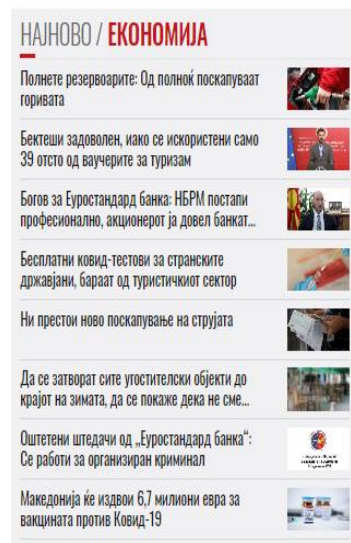 НАЈНОВО / ЕКОНОМИЈА
Полнете резервоарите: Од полноќ поскапуваат
горивата
Бектеши задоволен, иако се искористени само
39 отсто од ваучерите за туризам
Богов за Еуростандард банка: НБРМ постапи
професионално, акционерот ја довел банкат...
Бесплатни ковид-тестови за странските
државјани, бараат од туристичкиот сектор
Ни престои ново поскапување на струјата
Да се затворат сите угостителски објекти до
крајот на зимата, да се покаже дека не сме...
Оштетени штедачи од „Еуростандард банка“:
Се работи за организиран криминал
Македонија ќе издвои 6,7 милиони евра за
вакцината против Ковид-19